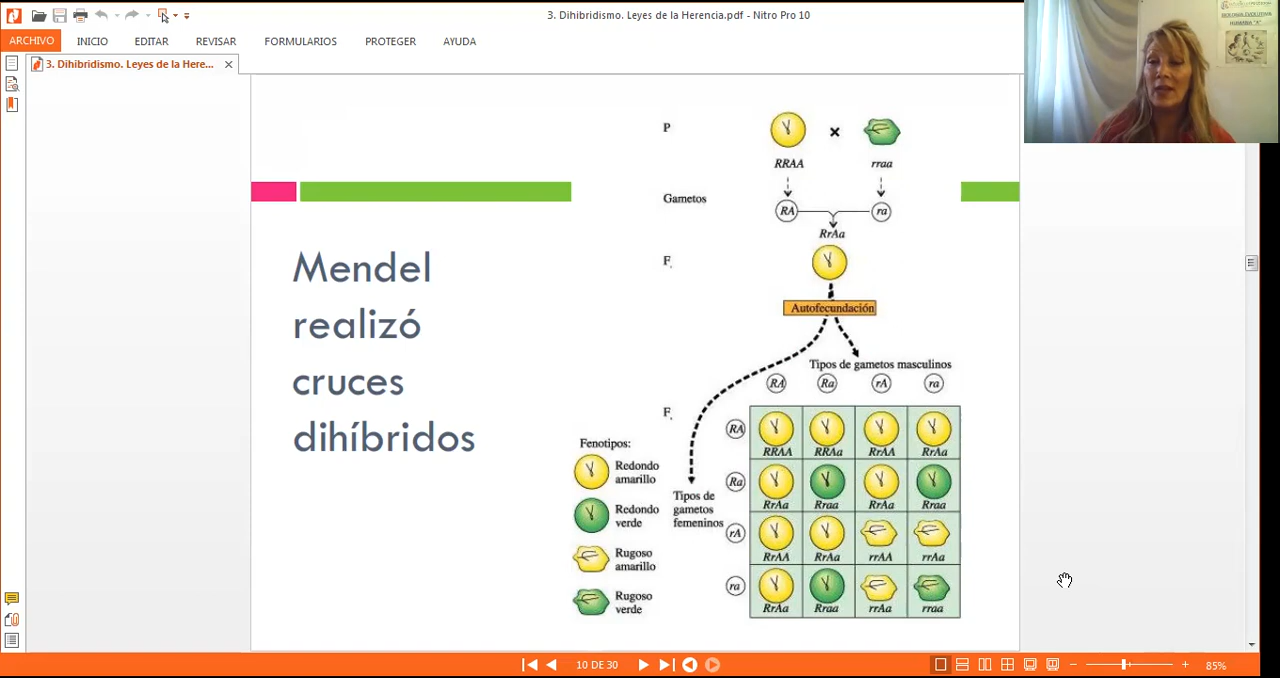 3. Dihibridismo. Leyes de la Herencia.pdf - Nitro Pro 10
ARCHIVO INICIO EDITAR REVISAR FORMULARIOS PROTEGER AYUDA
3. Dihibridismo. Leyes de la Here...
Mendel
realizó
cruces
dihíbridos
P
RRAA × rraa
Gametos
RA ra
RrAa
F
Autofecundación
Tipos de gametos masculinos
RA Ra rA ra
F
Fenotipos:
Redondo
amarillo
Redondo
verde
Rugoso
amarillo
Rugoso
verde
Tipos de
gametos
femeninos
RA
RRAA RRAa RrAA RrAa
Ra
RrAa Rraa RrAa Rraa
rA
RrAA RrAa rrAA rrAa
ra
RrAa Rraa rrAa rraa
10 DE 30
85%